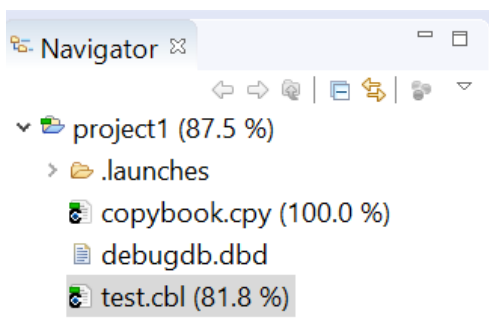 Navigator
project1 (87.5 %)
.launches
copybook.cpy (100.0 %)
debugdb.dbd
test.cbl (81.8 %)